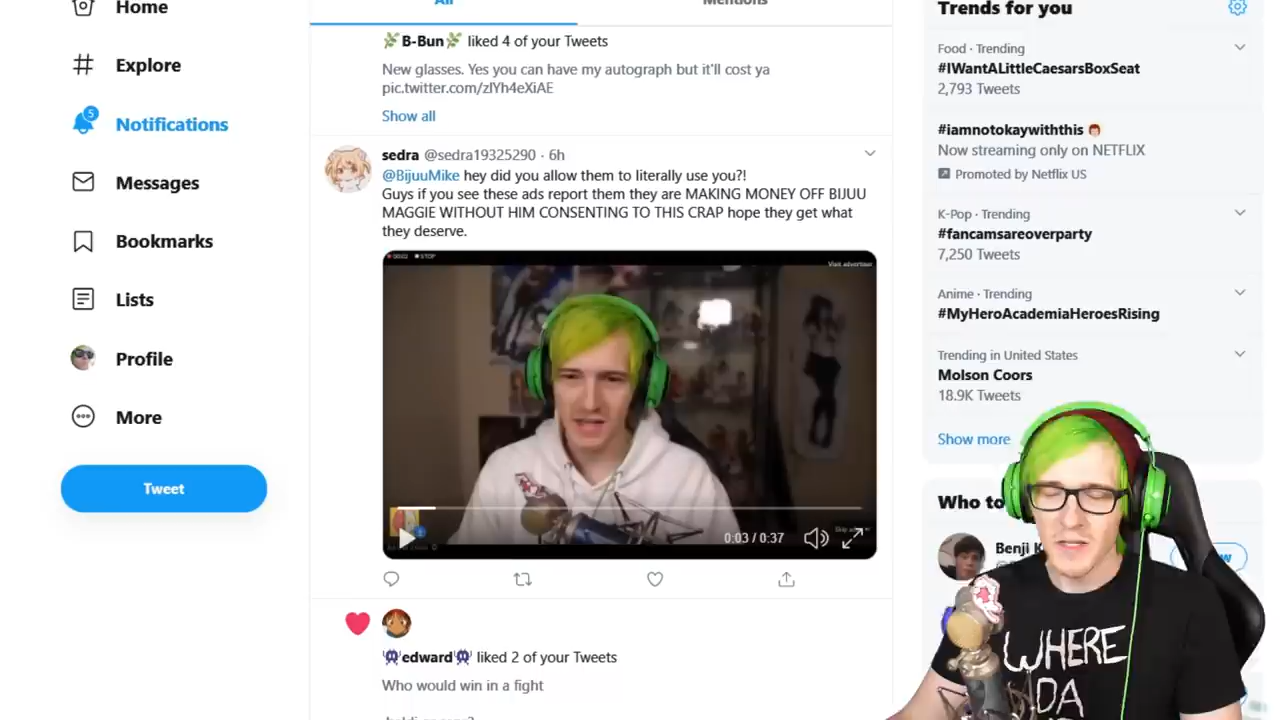 Home
Explore
5
Notifications
Messages
Bookmarks
Lists
Profile
More
Tweet
All
Mentions
B-Bun liked 4 of your Tweets
New glasses. Yes you can have my autograph but it'll cost ya
pic.twitter.com/zlYh4eXiAE
Show all
sedra @sedra19325290 · 6h
@BijuuMike hey did you allow them to literally use you?!
Guys if you see these ads report them they are MAKING MONEY OFF BIJUU
MAGGIE WITHOUT HIM CONSENTING TO THIS CRAP hope they get what
they deserve.
STOP
0:03 / 0:37
edward liked 2 of your Tweets
Who would win in a fight
Trends for you
Food · Trending
#IWantALittleCaesarsBoxSeat
2,793 Tweets
#iamnotokaywiththis
Now streaming only on NETFLIX
Promoted by Netflix US
K-Pop · Trending
#fancamsareoverparty
7,250 Tweets
Anime · Trending
#MyHeroAcademiaHeroesRising
Trending in United States
Molson Coors
18.9K Tweets
Show more
Who to
Benji
WHERE
DA